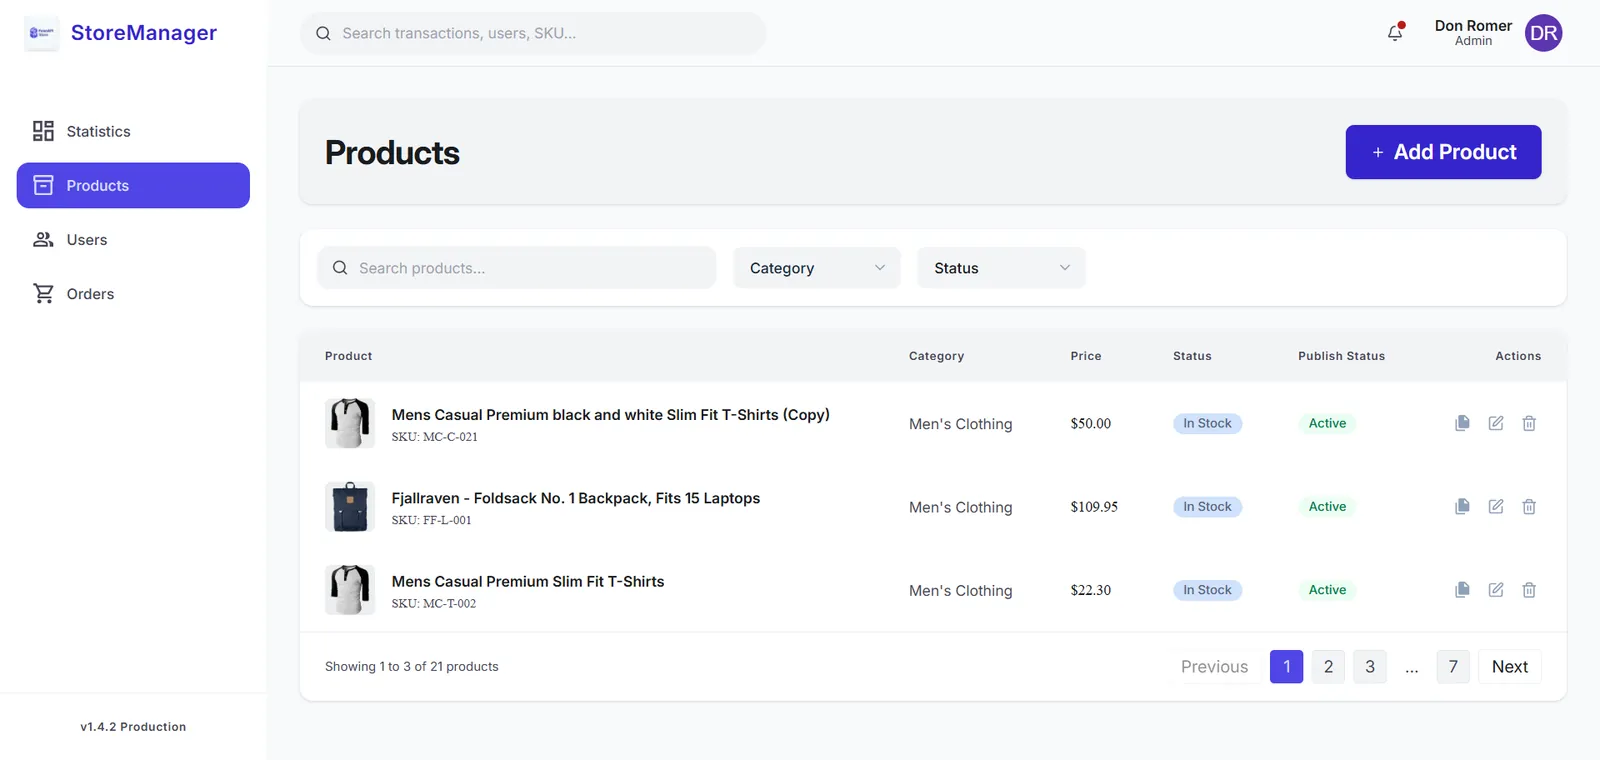 StoreManager
Search transactions, users, SKU...
Don Romer
Admin
DR
Statistics
Products
Users
Orders
v1.4.2 Production
Products
+ Add Product
Search products...
Category
Status
Product Category Price Status Publish Status Actions
Mens Casual Premium black and white Slim Fit T-Shirts (Copy)
SKU: MC-C-021
Men's Clothing $50.00 In Stock Active
Fjallraven - Foldsack No. 1 Backpack, Fits 15 Laptops
SKU: FF-L-001
Men's Clothing $109.95 In Stock Active
Mens Casual Premium Slim Fit T-Shirts
SKU: MC-T-002
Men's Clothing $22.30 In Stock Active
Showing 1 to 3 of 21 products
Previous 1 2 3 ... 7 Next